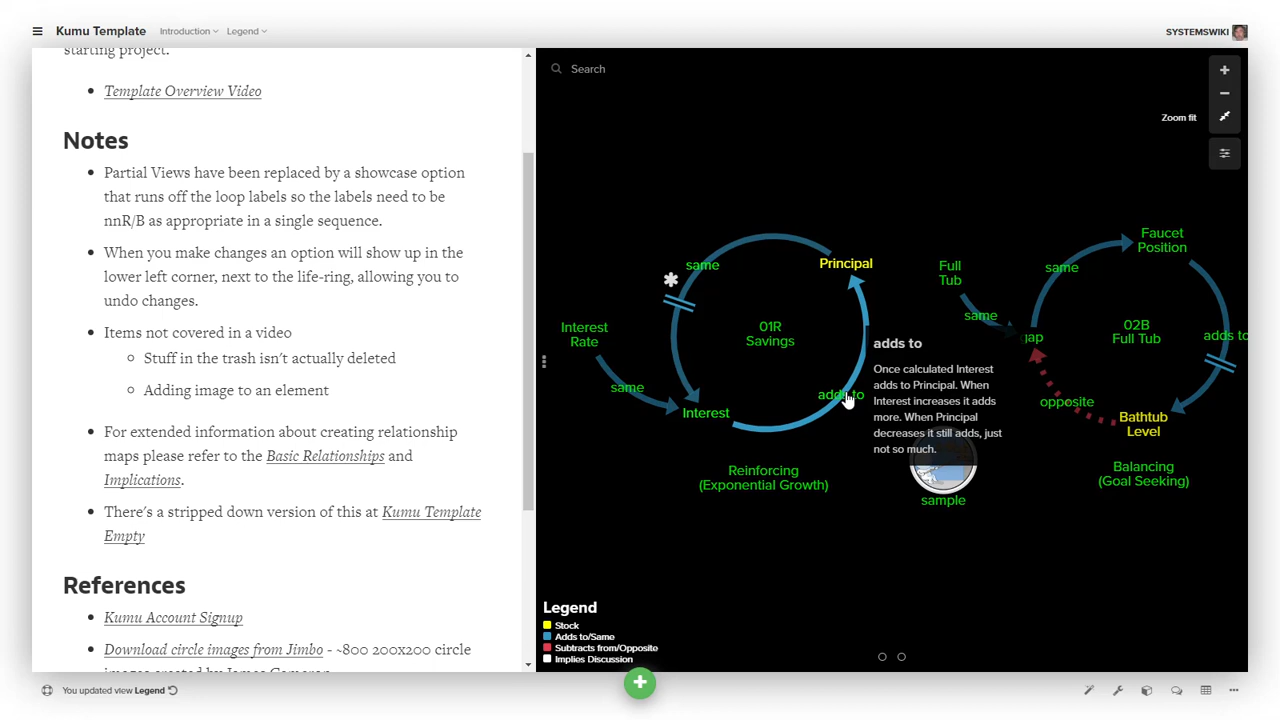 Kumu Template
Introduction
Legend
SYSTEMSWIKI
starting project.
Template Overview Video
Notes
Partial Views have been replaced by a showcase option
that runs off the loop labels so the labels need to be
nnR/B as appropriate in a single sequence.
When you make changes an option will show up in the
lower left corner, next to the life-ring, allowing you to
undo changes.
Items not covered in a video
Stuff in the trash isn't actually deleted
Adding image to an element
For extended information about creating relationship
maps please refer to the Basic Relationships and
Implications.
There's a stripped down version of this at Kumu Template
Empty
References
Kumu Account Signup
Download circle images from Jimbo - ~800 200x200 circle
images created by James Cameron
Search
Zoom fit
same
Principal
Interest
Rate
01R
Savings
same
Interest
adds to
Reinforcing
(Exponential Growth)
adds to
Once calculated Interest
adds to Principal. When
Interest increases it adds
more. When Principal
decreases it still adds, just
not so much.
sample
Full
Tub
same
gap
same
Faucet
Position
02B
Full Tub
adds to
opposite
Bathtub
Level
Balancing
(Goal Seeking)
Legend
Stock
Adds to/Same
Subtracts from/Opposite
Implies Discussion
You updated view Legend